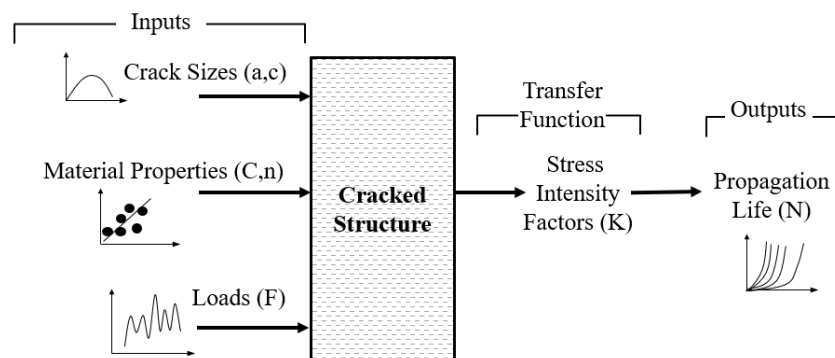 Inputs
Crack Sizes (a,c)
Material Properties (C,n)
Loads (F)
Cracked
Structure
Transfer
Function
Stress
Intensity
Factors (K)
Outputs
Propagation
Life (N)